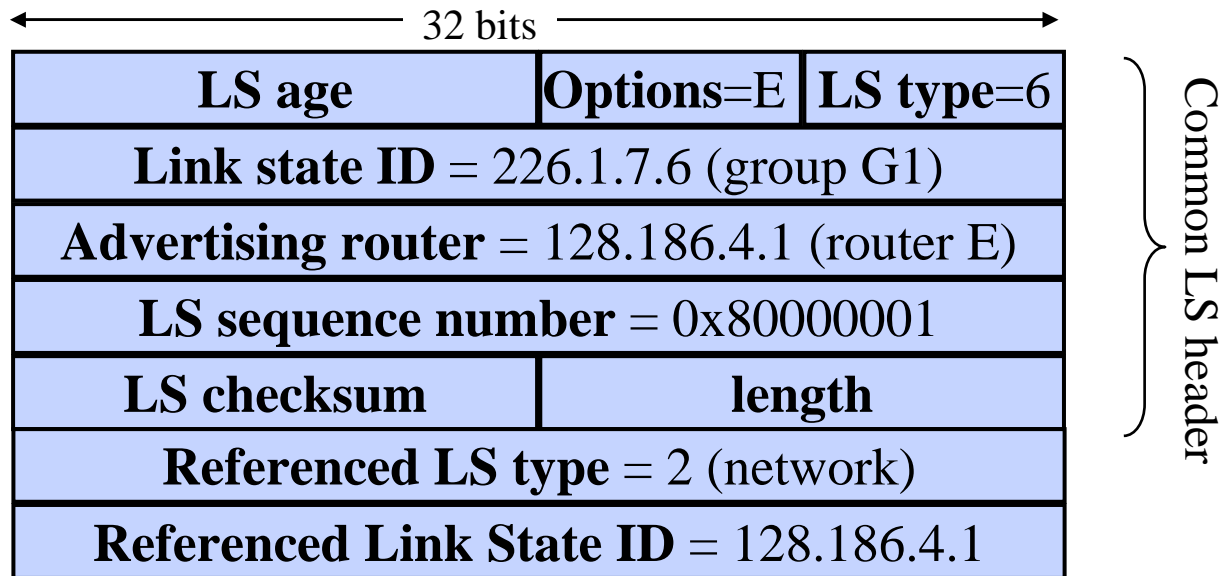 32 bits
LS age Options=E LS type=6
Link state ID = 226.1.7.6 (group G1)
Advertising router = 128.186.4.1 (router E)
LS sequence number = 0x80000001
LS checksum length
Referenced LS type = 2 (network)
Referenced Link State ID = 128.186.4.1
Common LS header